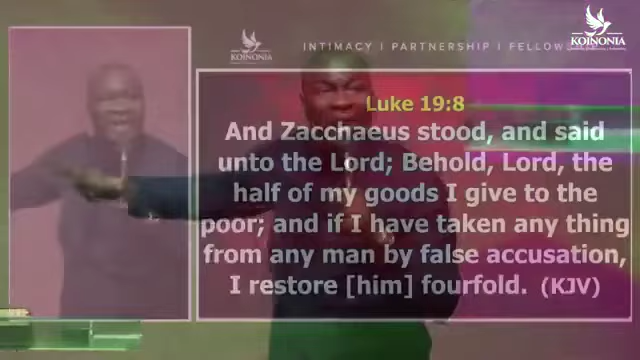 KOINONIA
KOINONIA
INTIMACY | PARTNERSHIP | FELLOW
Luke 19:8
And Zacchaeus stood, and said
unto the Lord; Behold, Lord, the
half of my goods I give to the
poor; and if I have taken any thing
from any man by false accusation,
I restore [him] fourfold. (KJV)